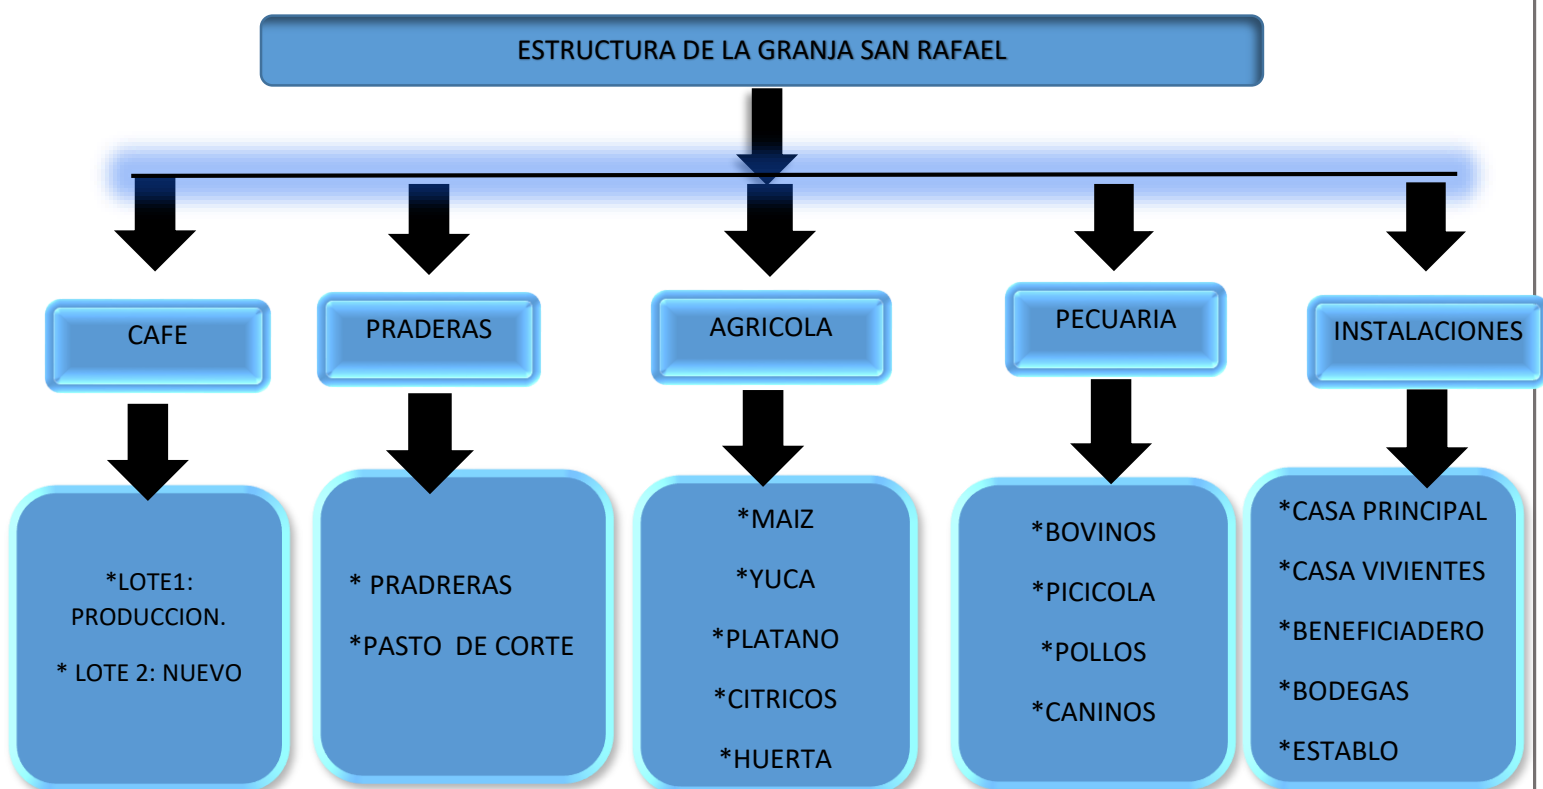 ESTRUCTURA DE LA GRANJA SAN RAFAEL
CAFE
PRADERAS
AGRICOLA
PECUARIA
INSTALACIONES
*LOTE1:
PRODUCCION.
* LOTE 2: NUEVO
* PRADRERAS
*PASTO  DE CORTE
*MAIZ
*YUCA
*PLATANO
*CITRICOS
*HUERTA
*BOVINOS
*PICICOLA
*POLLOS
*CANINOS
*CASA PRINCIPAL
*CASA VIVIENTES
*BENEFICIADERO
*BODEGAS
*ESTABLO